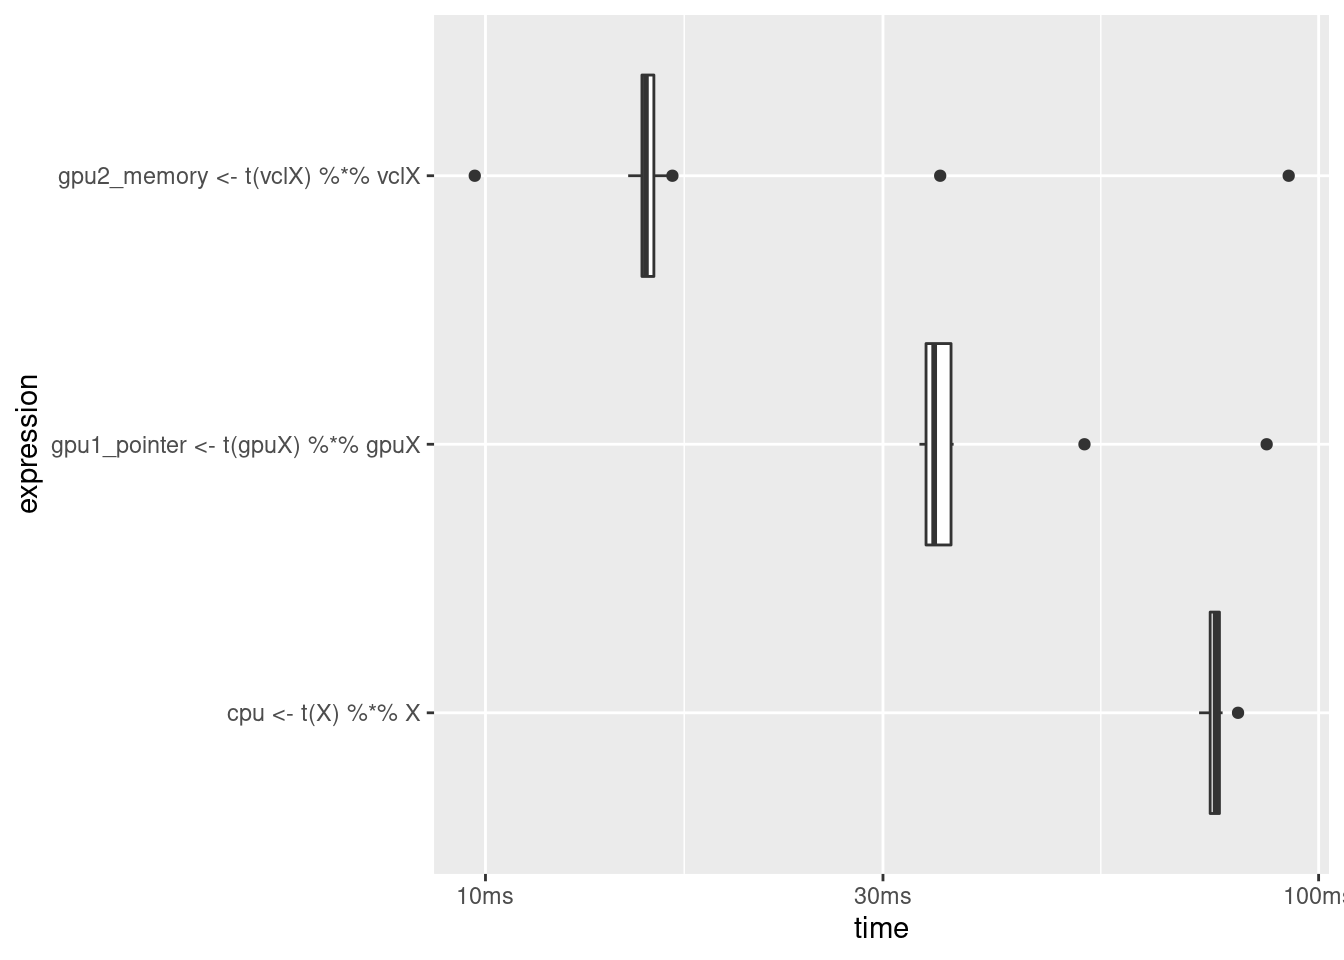 gpu2_memory <- t(vclX) %*% vclX
gpu1_pointer <- t(gpuX) %*% gpuX
cpu <- t(X) %*% X
expression
10ms
30ms
100ms
time